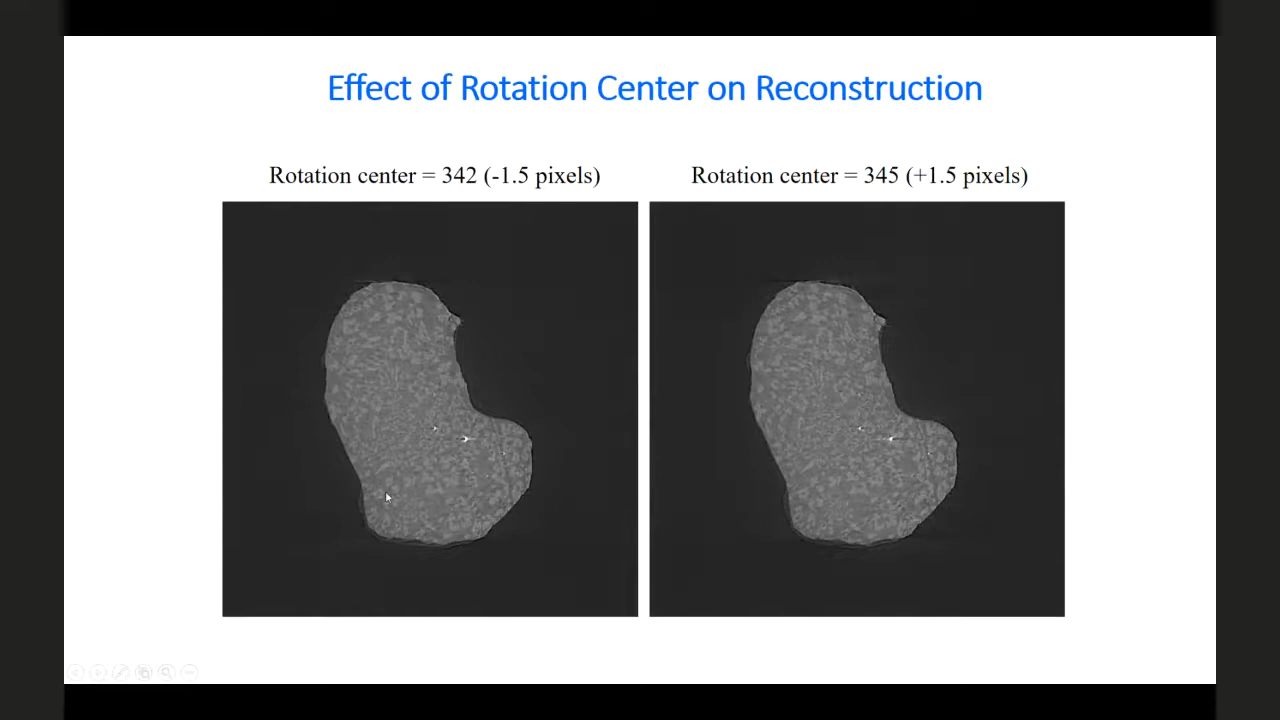 Effect of Rotation Center on Reconstruction
Rotation center = 342 (-1.5 pixels)
Rotation center = 345 (+1.5 pixels)